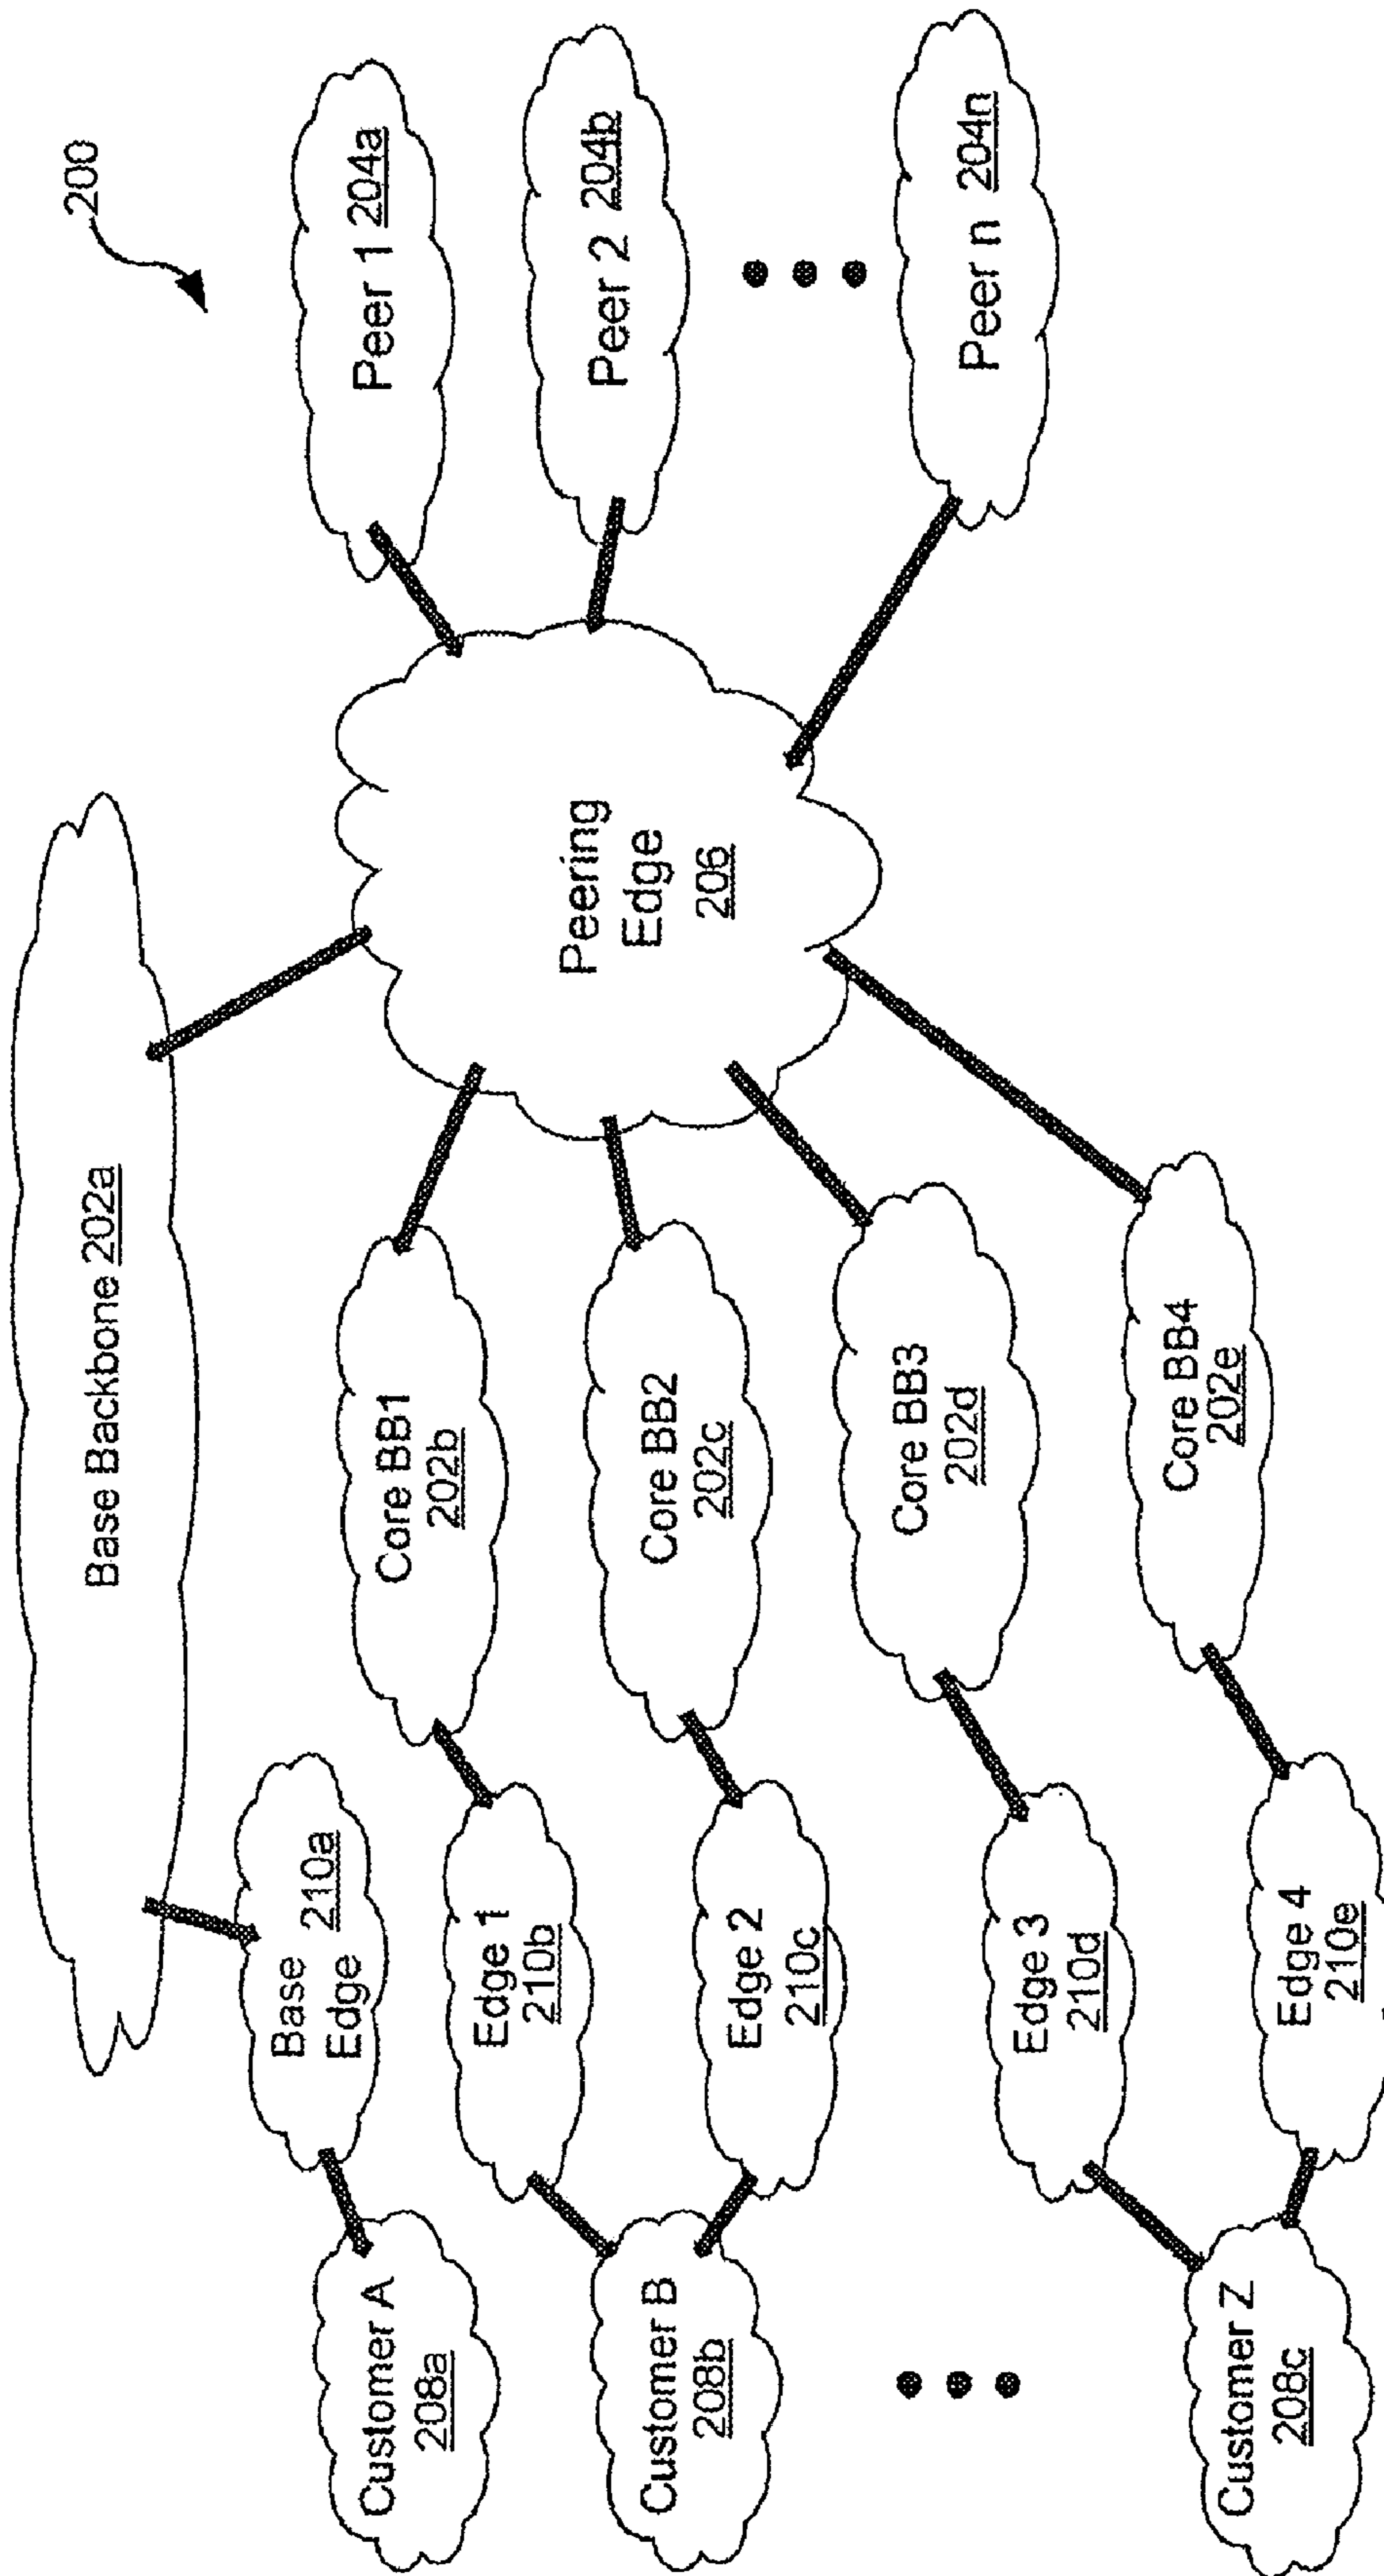 200
Base Backbone 202a
Peer 1 204a
Peer 2 204b
Peer n 204n
Peering
Edge
206
Core BB1
202b
Core BB2
202c
Core BB3
202d
Core BB4
202e
Base
Edge 210a
Edge 1
210b
Edge 2
210c
Edge 3
210d
Edge 4
210e
Customer A
208a
Customer B
208b
Customer Z
208c